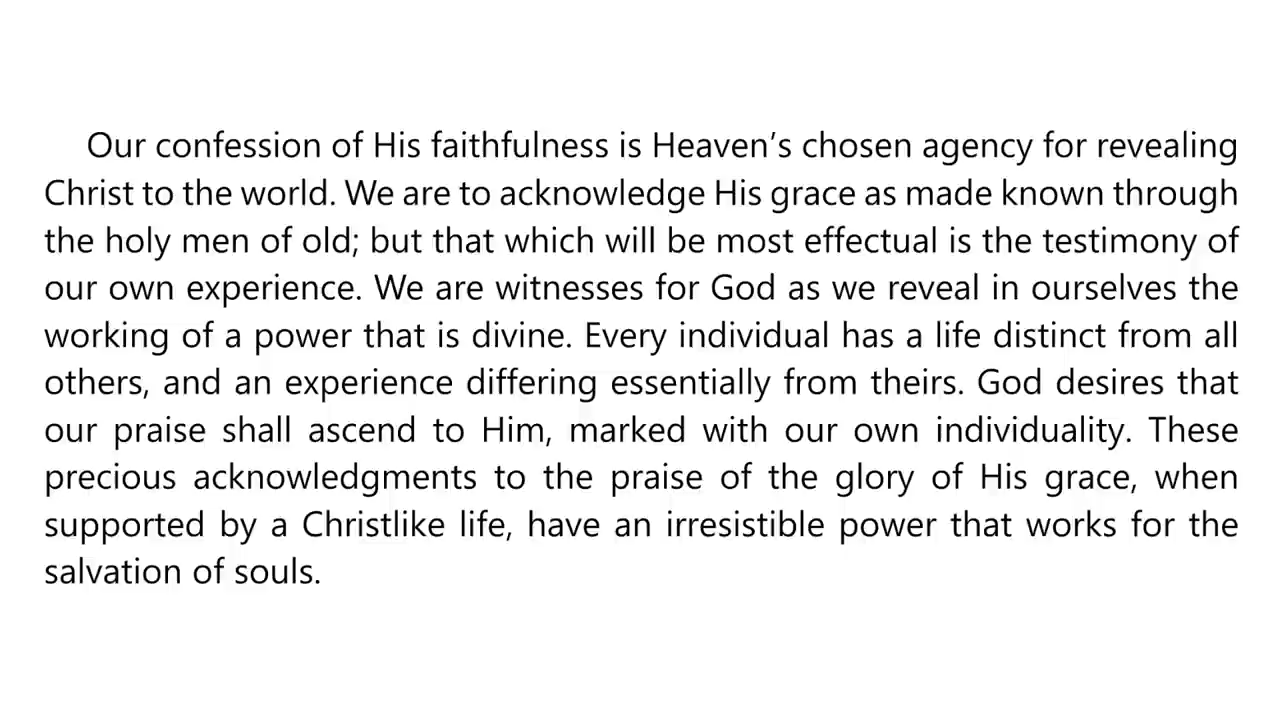 Our confession of His faithfulness is Heaven’s chosen agency for revealing
Christ to the world. We are to acknowledge His grace as made known through
the holy men of old; but that which will be most effectual is the testimony of
our own experience. We are witnesses for God as we reveal in ourselves the
working of a power that is divine. Every individual has a life distinct from all
others, and an experience differing essentially from theirs. God desires that
our praise shall ascend to Him, marked with our own individuality. These
precious acknowledgments to the praise of the glory of His grace, when
supported by a Christlike life, have an irresistible power that works for the
salvation of souls.